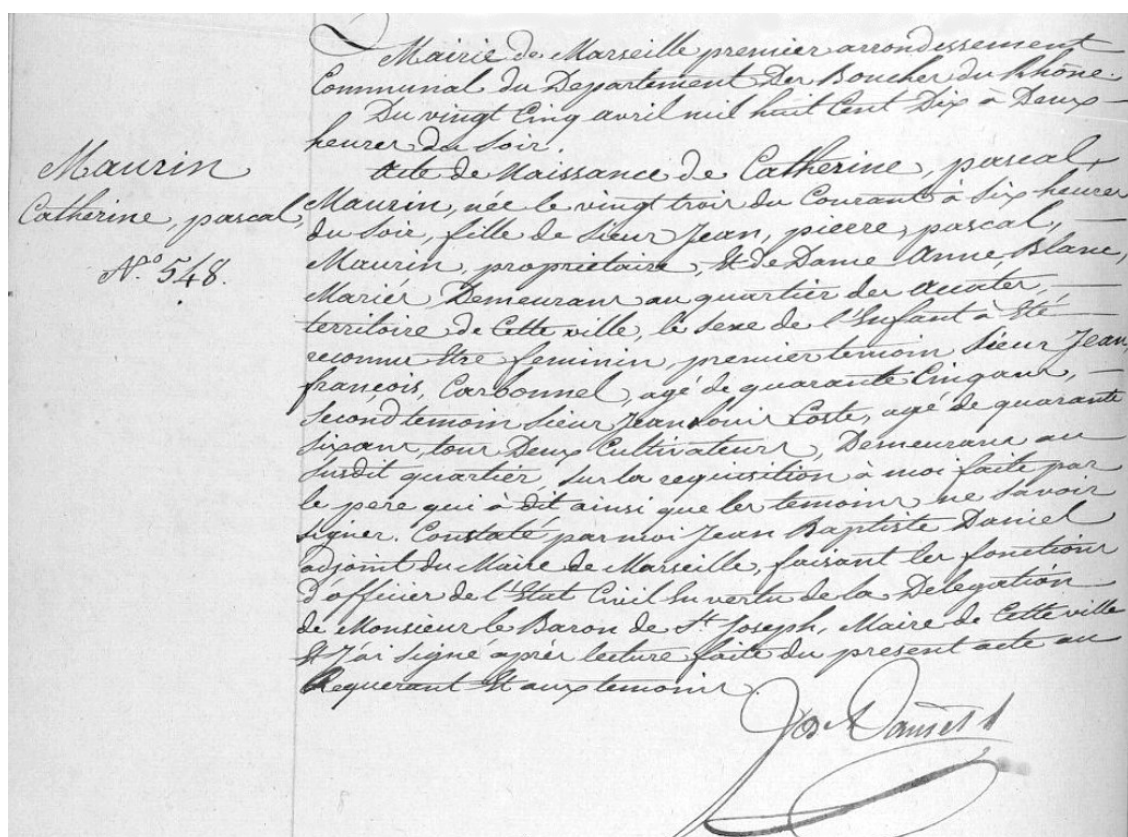 Maurin
Catherine, pascal,
N.º 548.
Mairie de Marseille premier arrondissement
Communal du Departement Des Bouches du Rhône.
Du vingt Cinq avril mil huit Cent Dix à Deux
heures du Soir.
Acte de Naissance de Catherine, pascal,
Maurin, née le vingt trois du Courant à Six heures
du Soir, fille de Sieur Jean, pierre, pascal,
Maurin, propriétaire, Et de Dame Anne, Blanc,
Mariés, Demeurans au quartier des
territoire de Cette ville, le Sexe de l'Enfant à Eté
reconnu Etre feminin, premier temoin Sieur Jean,
françois, Carbonnel, agé de quarante Cinq ans,
Second temoin Sieur Jean Louis Coste, agé de quarante
Six ans, tous Deux Cultivateurs, Demeurans au
Susdit quartier, Sur la requisition à moi faite par
le pere qui à dit ainsi que les temoins ne Savoir
Signer. Constaté par moi Jean Baptiste Daniel
adjoint du Maire de Marseille, faisant les fonctions
d'officier de l'Etat Civil En vertu de la Delegation
de Monsieur le Baron de St. Joseph, Maire de Cette ville
Et J'ai Signé après lecture faite du present acte au
Requerant Et aux temoins.